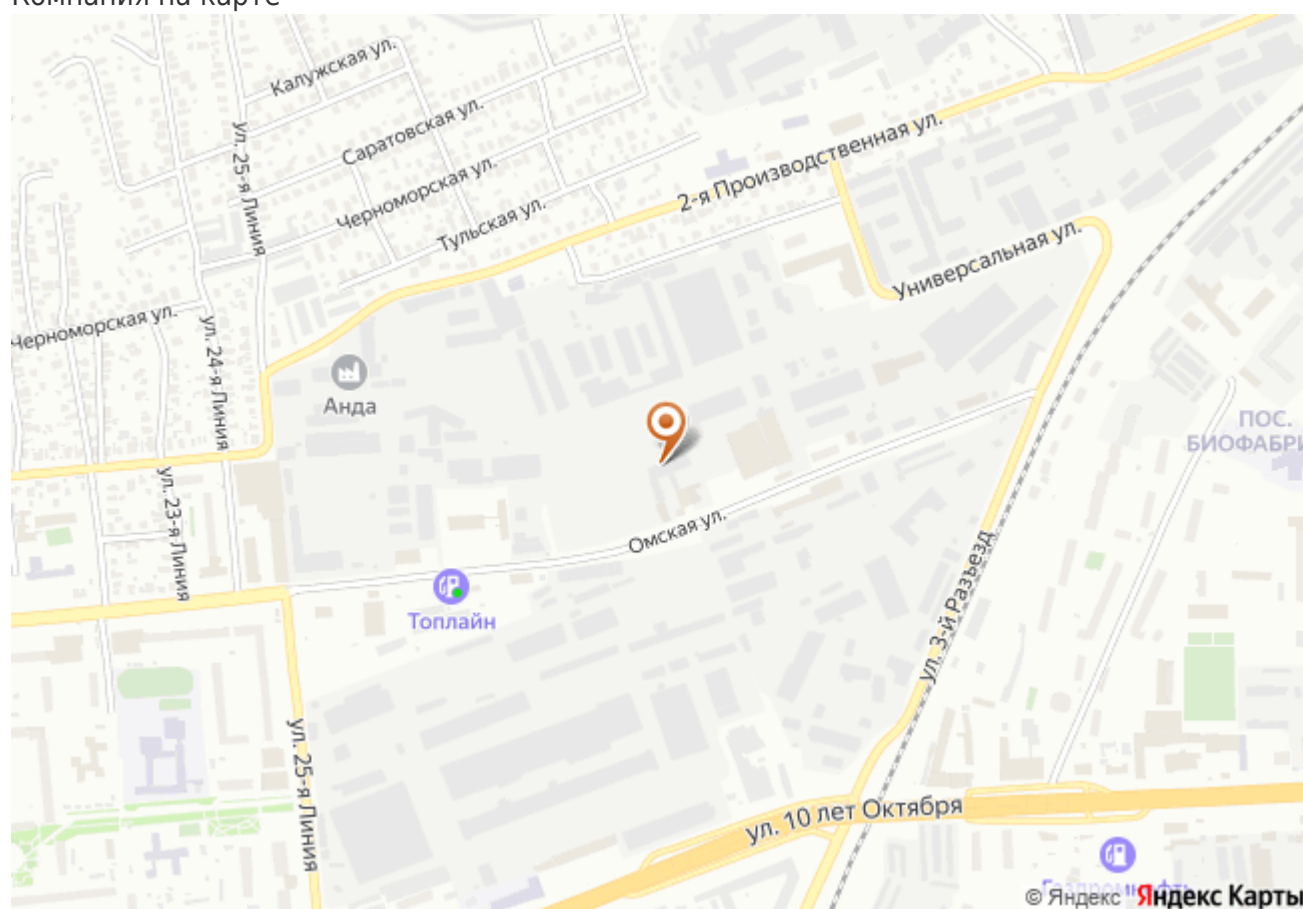 Компания на карте
Калужская ул.
ул. 25-я Линия
Саратовская ул.
Черноморская ул.
Тульская ул.
2-я Производственная ул.
Универсальная ул.
Черноморская ул.
ул. 24-я Линия
Анда
ПОС.
БИОФАБРИ
ул. 23-я Линия
Омская ул.
Топлайн
ул. 3-й Разъезд
ул. 25-я Линия
ул. 10 лет Октября
Газпромнефть
© Яндекс Яндекс Карты